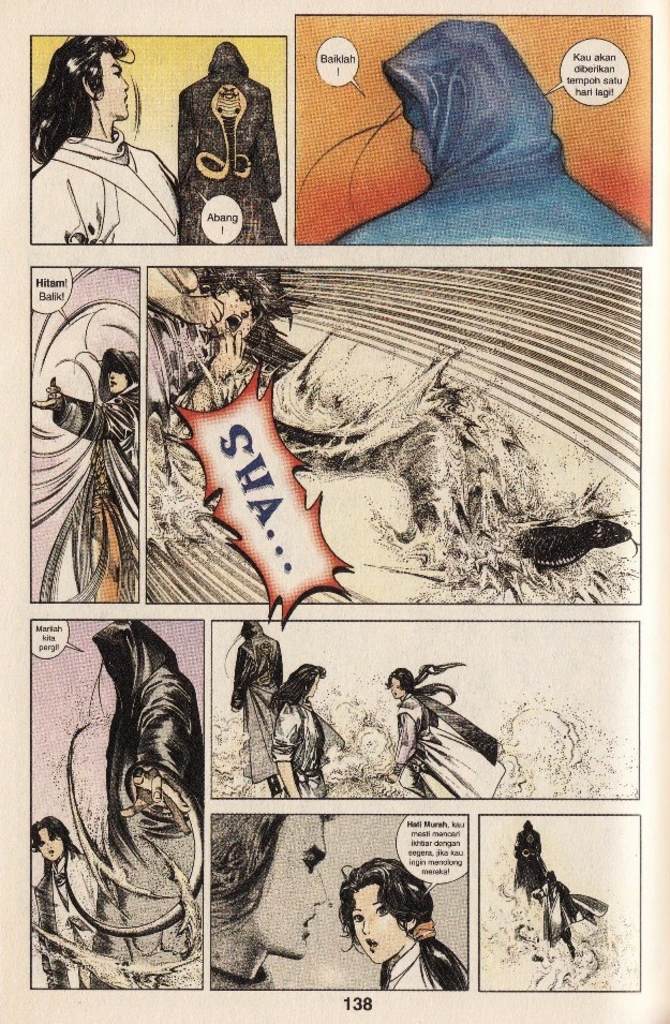 Abang
!
Baiklah
!
Kau akan
diberikan
tempoh satu
hari lagi!
Hitam!
Balik!
SHA...
Marilah
kita
pergi!
Hati Murah, kau
mesti mencari
ikhtiar dengan
segera, jika kau
ingin menolong
mereka!
138